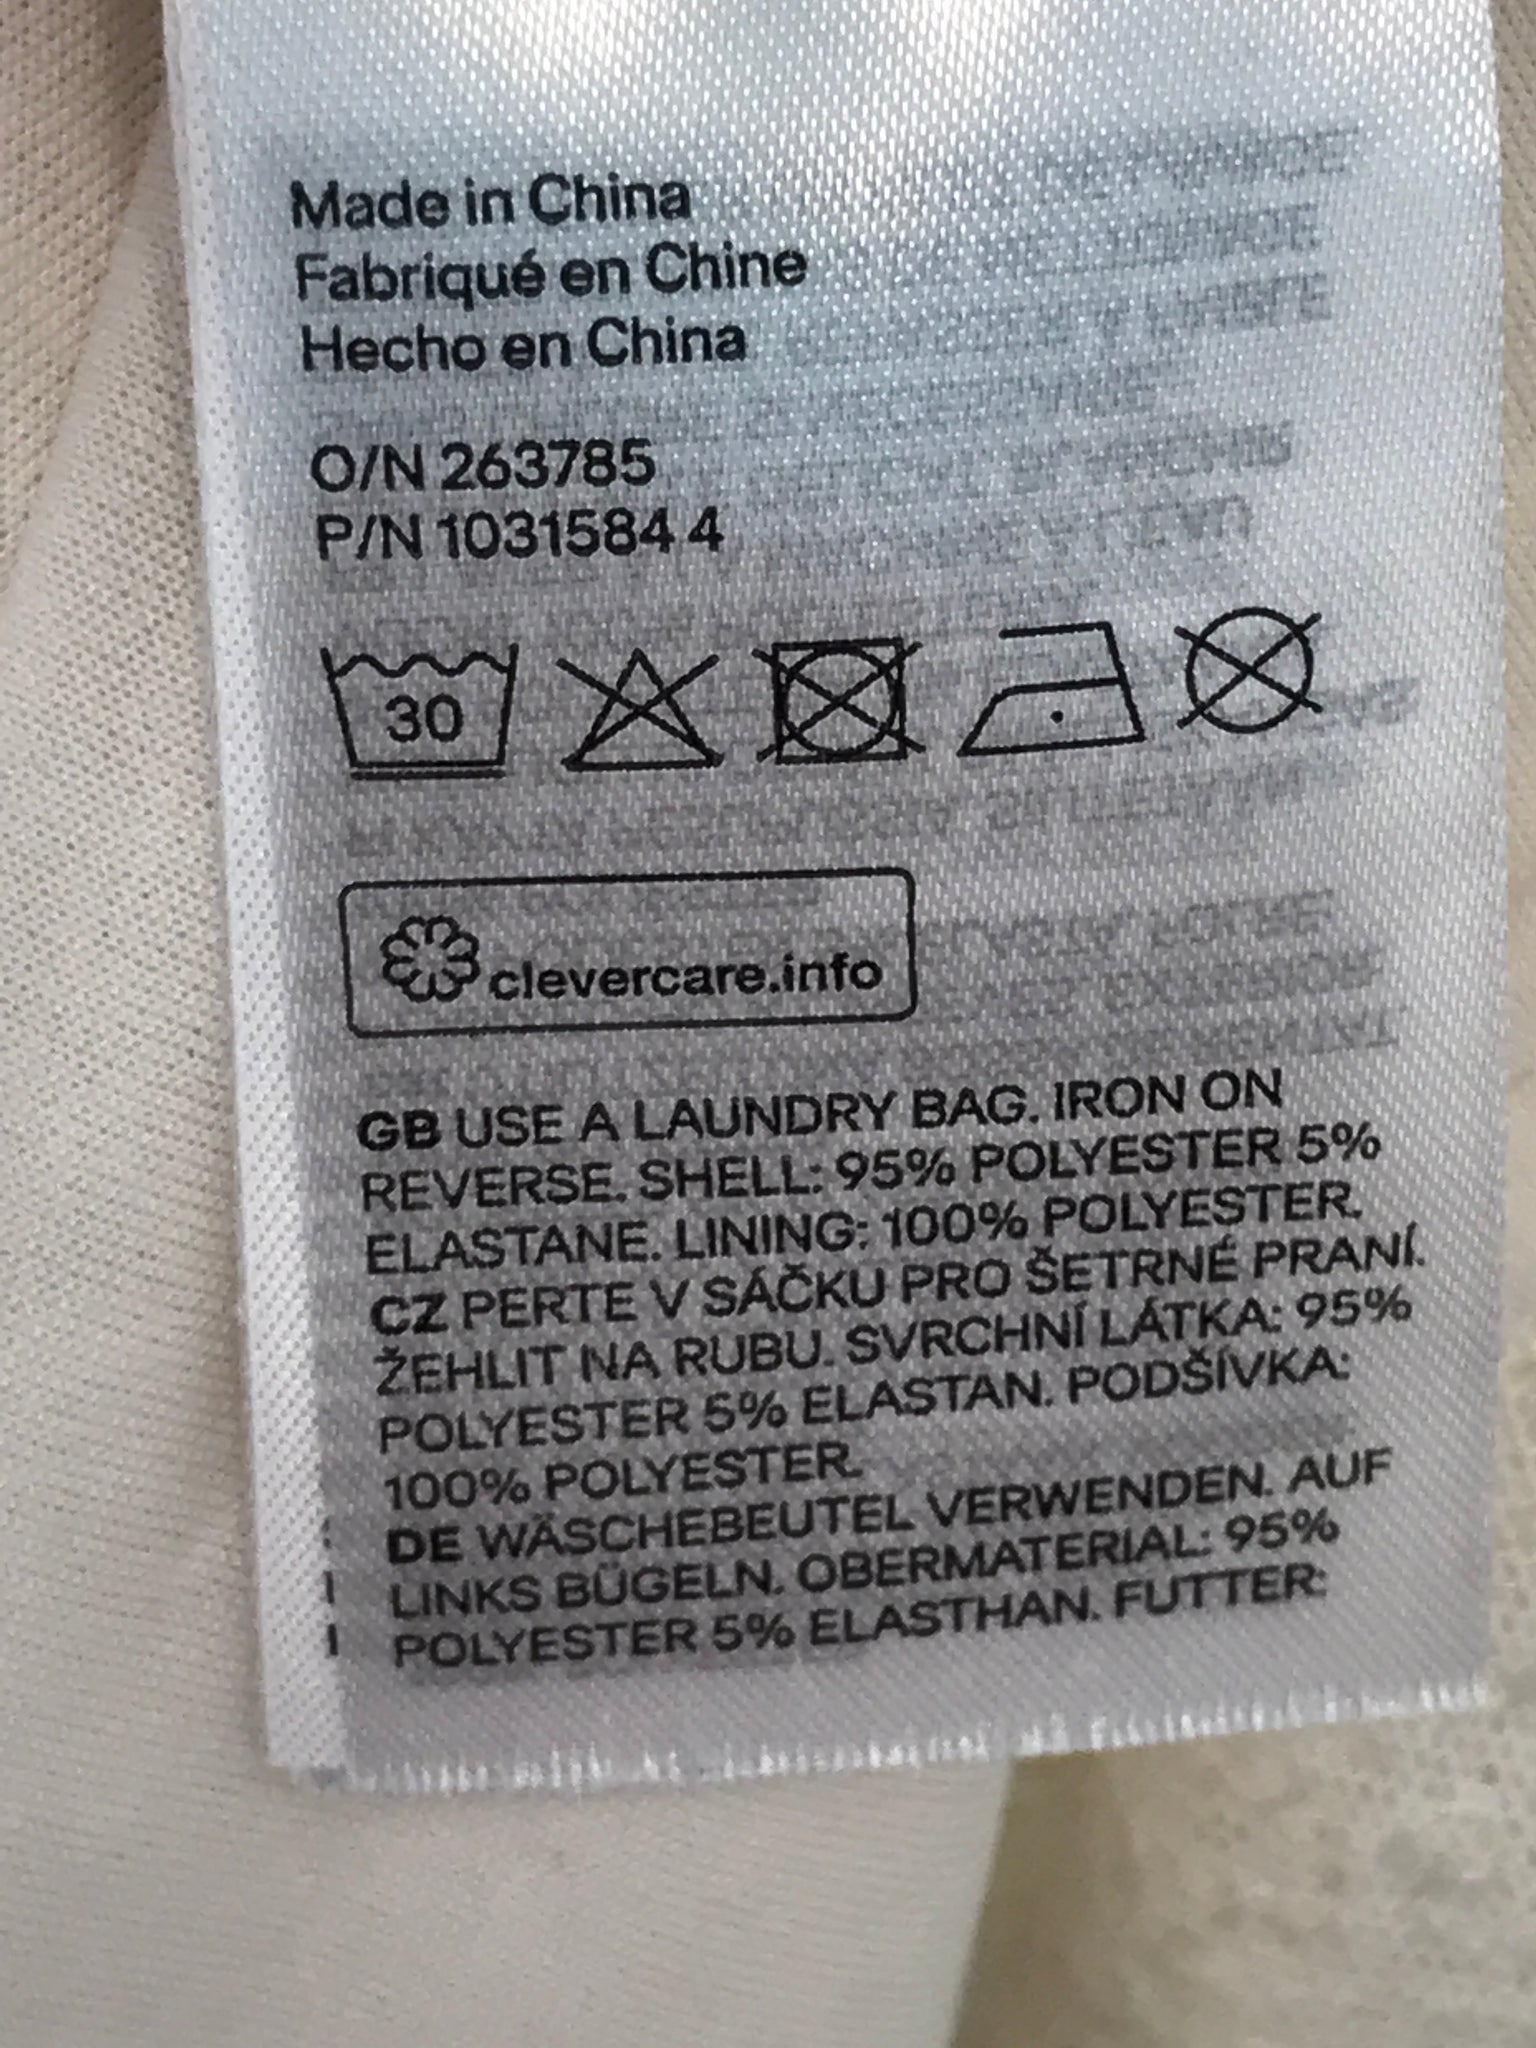 Made in China
Fabriqué en Chine
Hecho en China
O/N 263785
P/N 1031584 4
30
clevercare.info
GB USE A LAUNDRY BAG. IRON ON
REVERSE. SHELL: 95% POLYESTER 5%
ELASTANE. LINING: 100% POLYESTER.
CZ PERTE V SÁČKU PRO ŠETRNÉ PRANÍ.
ŽEHLIT NA RUBU. SVRCHNÍ LÁTKA: 95%
POLYESTER 5% ELASTAN. PODŠÍVKA:
100% POLYESTER.
DE WÄSCHEBEUTEL VERWENDEN. AUF
LINKS BÜGELN. OBERMATERIAL: 95%
POLYESTER 5% ELASTHAN. FUTTER: